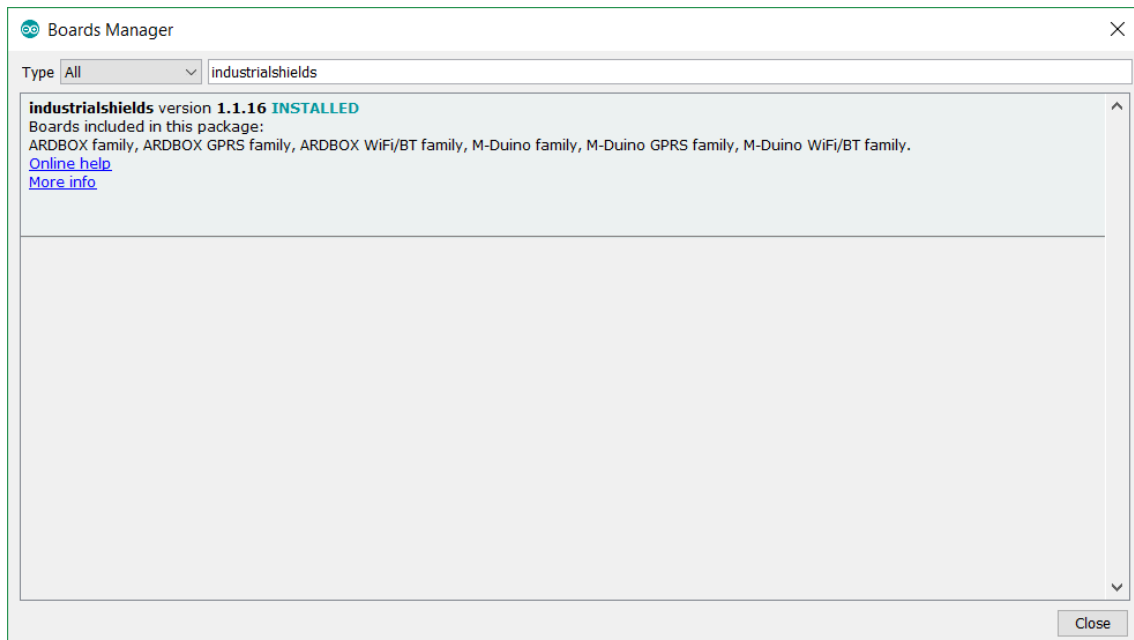 Boards Manager
Type All industrialshields
industrialshields version 1.1.16 INSTALLED
Boards included in this package:
ARDBOX family, ARDBOX GPRS family, ARDBOX WiFi/BT family, M-Duino family, M-Duino GPRS family, M-Duino WiFi/BT family.
Online help
More info
Close